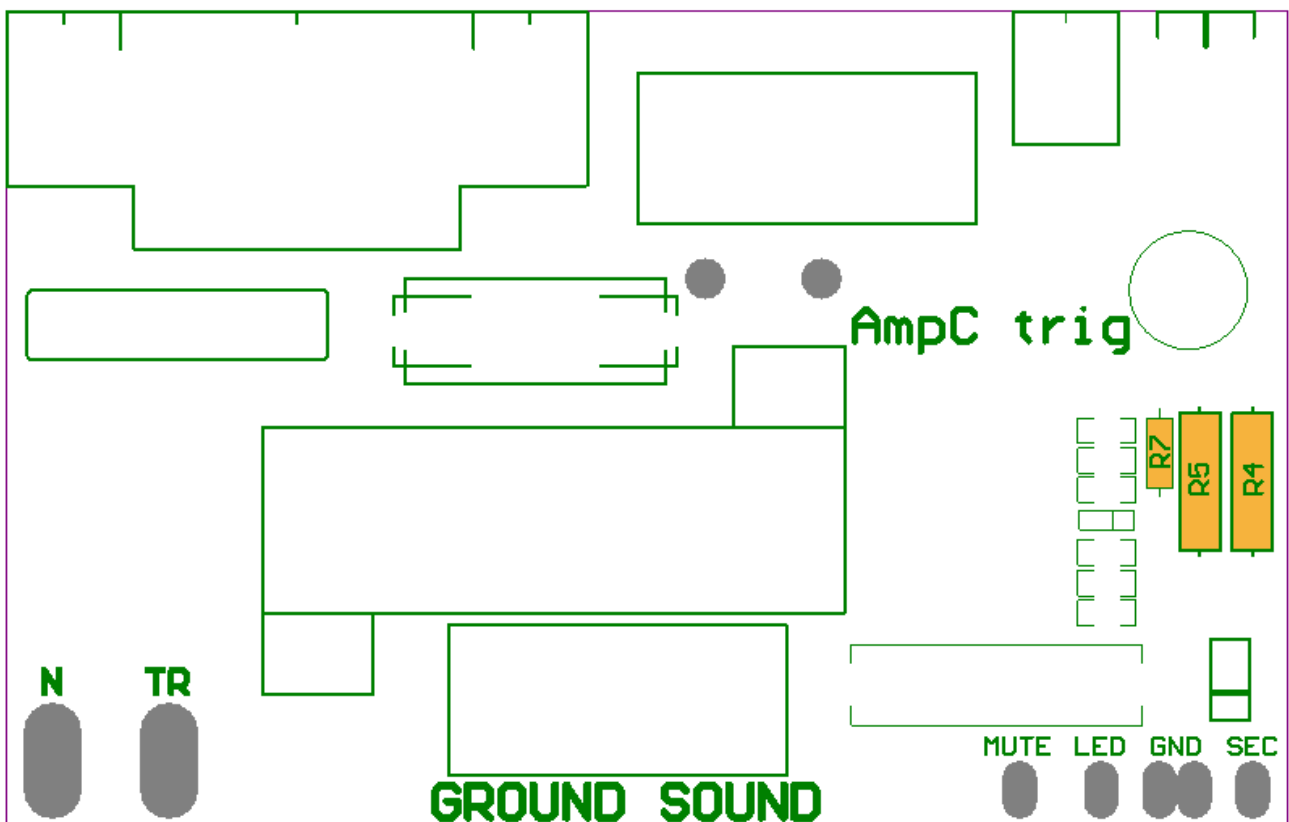 AmpC trig
R7
R5
R4
N
TR
MUTE
LED
GND
SEC
GROUND SOUND